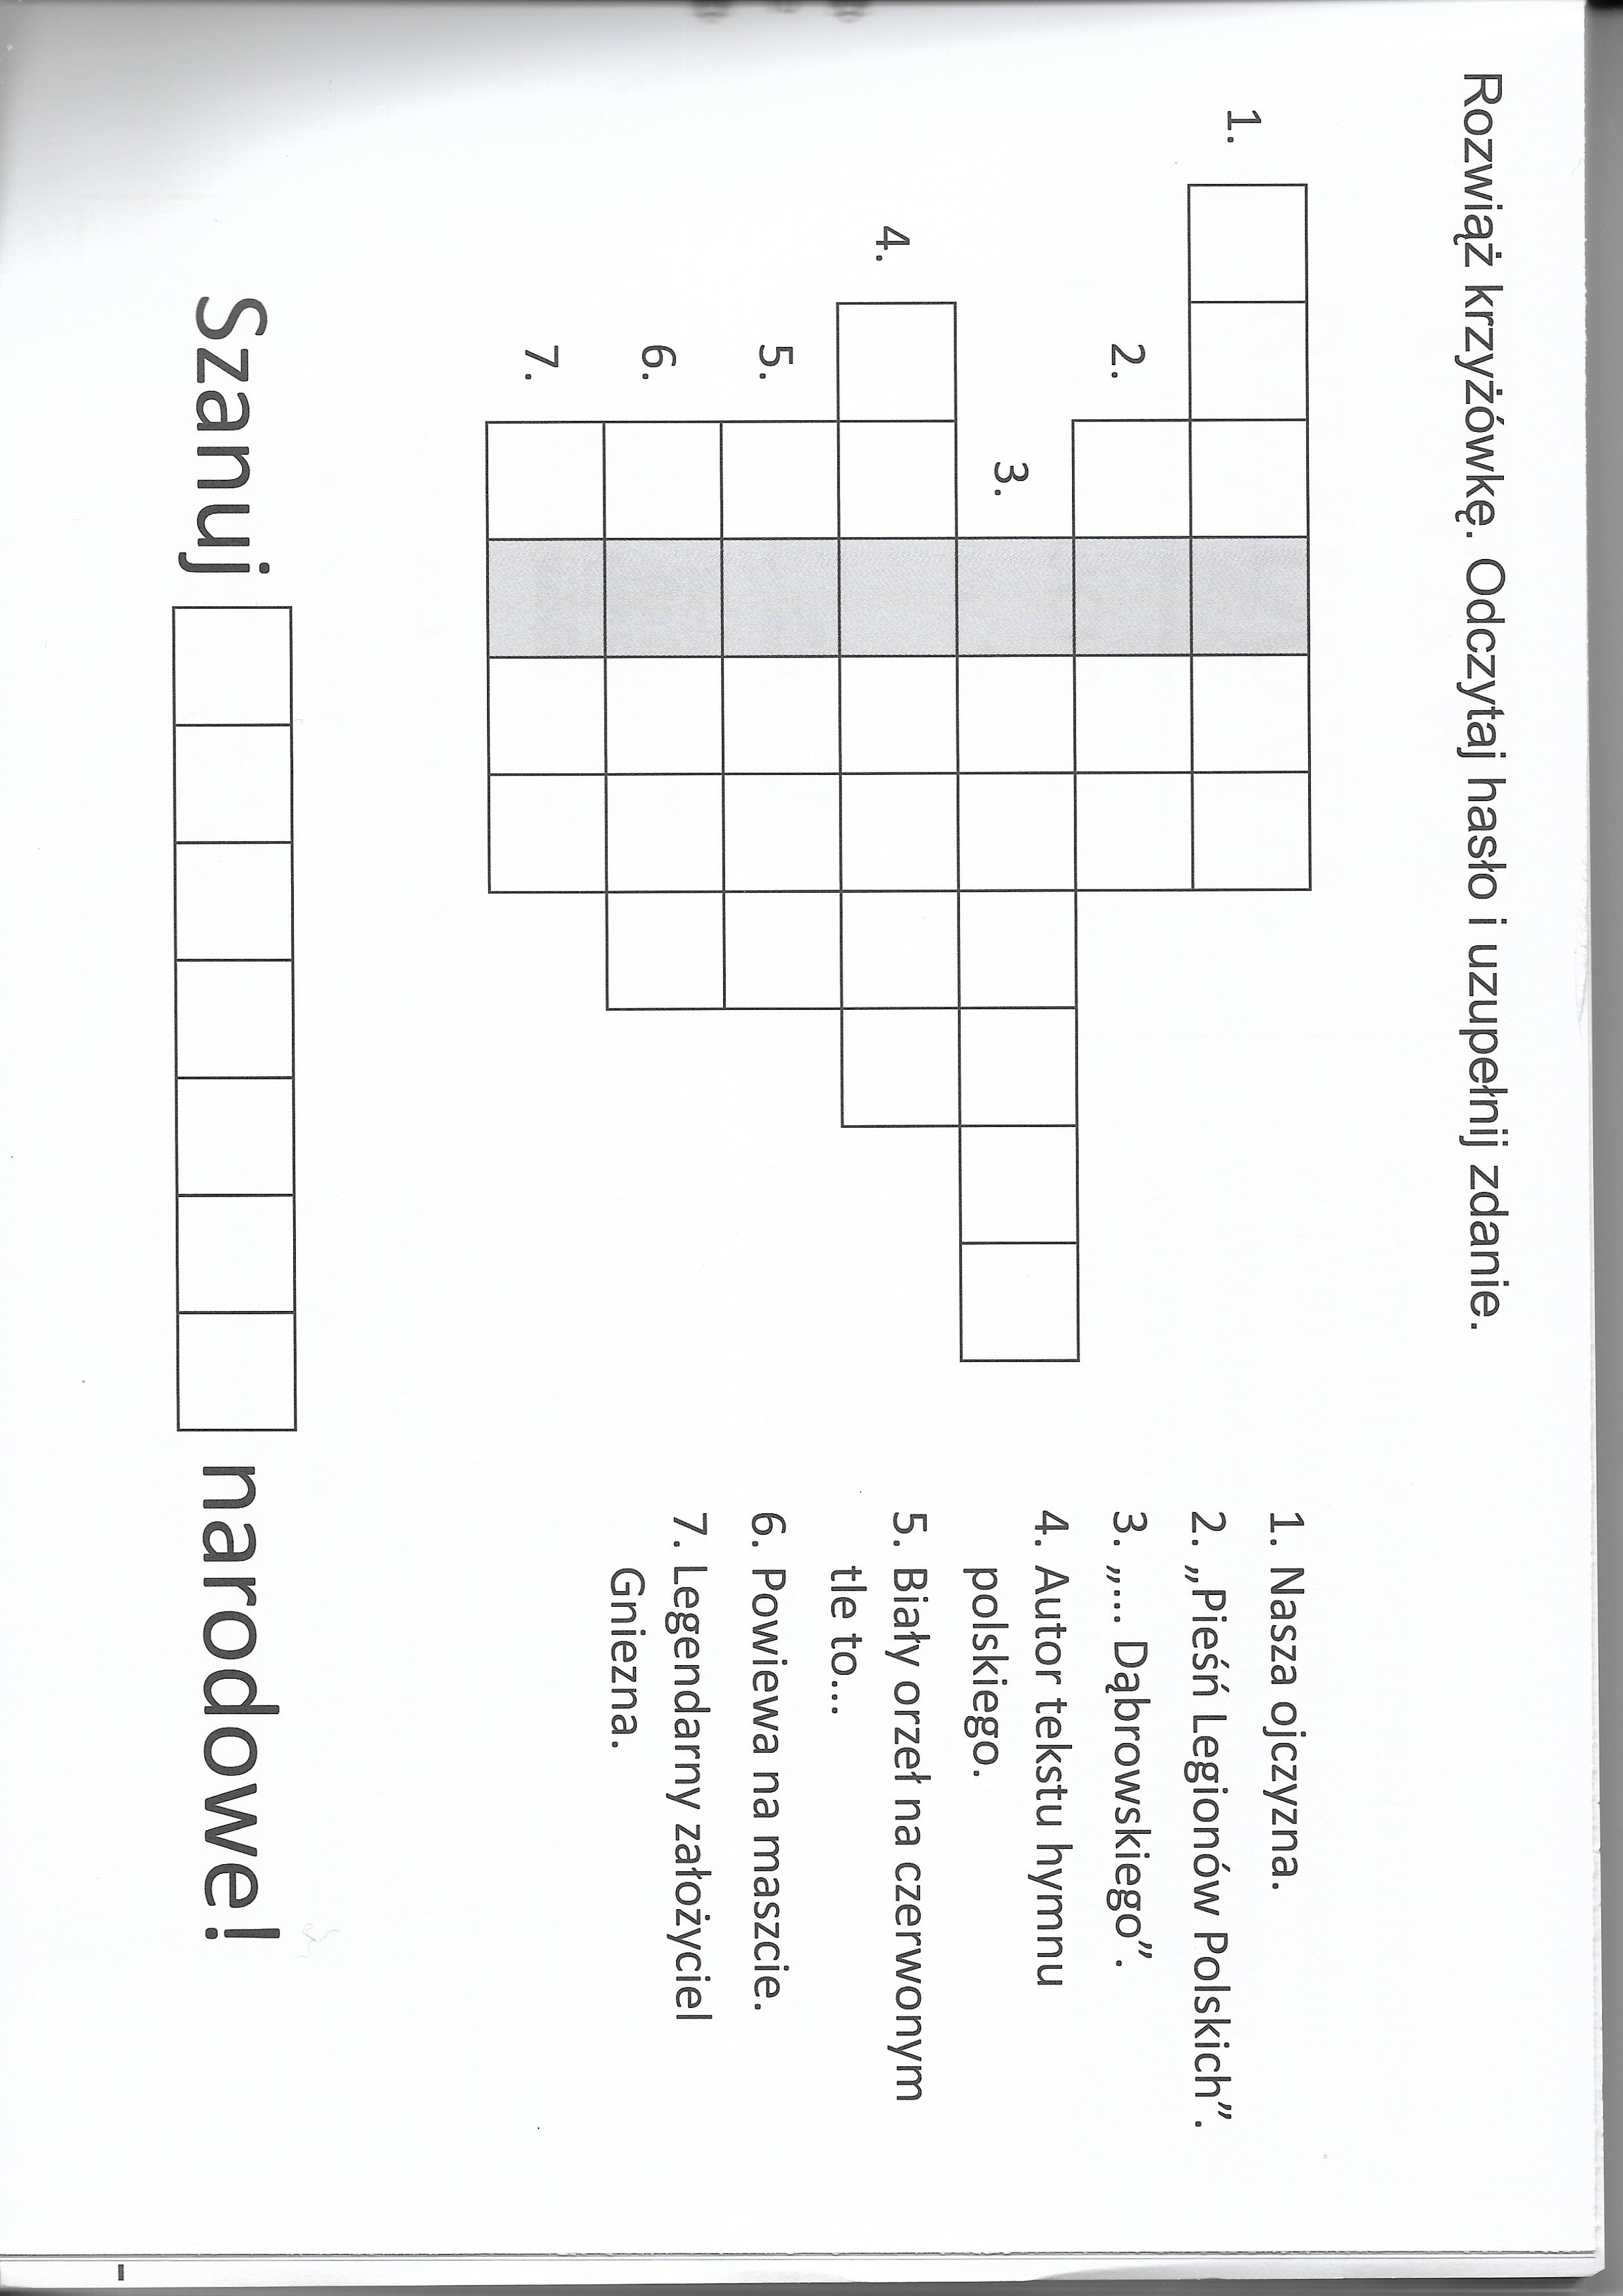 Rozwiąż krzyżówkę. Odczytaj hasło i uzupełnij zdanie.
1.
2.
3.
4.
5.
6.
7.
1. Nasza ojczyzna.
2. „Pieśń Legionów Polskich”.
3. „... Dąbrowskiego”.
4. Autor tekstu hymnu
polskiego.
5. Biały orzeł na czerwonym
tle to...
6. Powiewa na maszcie.
7. Legendarny założyciel
Gniezna.
Szanuj narodowe!